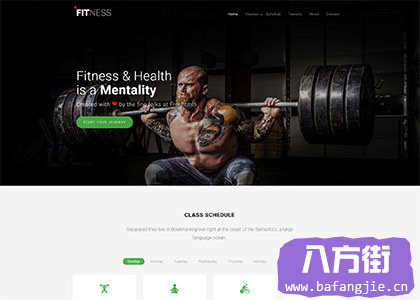 FITNESS
Home Classes Schedule Trainers About Contact
Fitness & Health
is a Mentality
Created with ❤ by the fine folks at FreeHtml5
START YOUR JOURNEY
CLASS SCHEDULE
Separated they live in Bookmarksgrove right at the coast of the Semantics, a large
language ocean.
Sunday Monday Tuesday Wednesday Thursday Saturday
八方街
www.bafangjie.cn